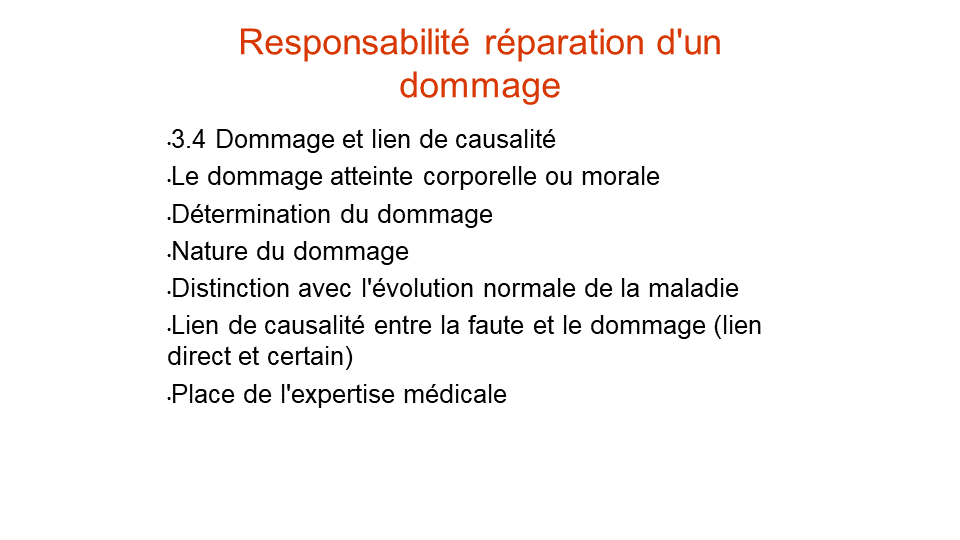 Responsabilité réparation d'un
dommage
•3.4 Dommage et lien de causalité
•Le dommage atteinte corporelle ou morale
•Détermination du dommage
•Nature du dommage
•Distinction avec l'évolution normale de la maladie
•Lien de causalité entre la faute et le dommage (lien
direct et certain)
•Place de l'expertise médicale